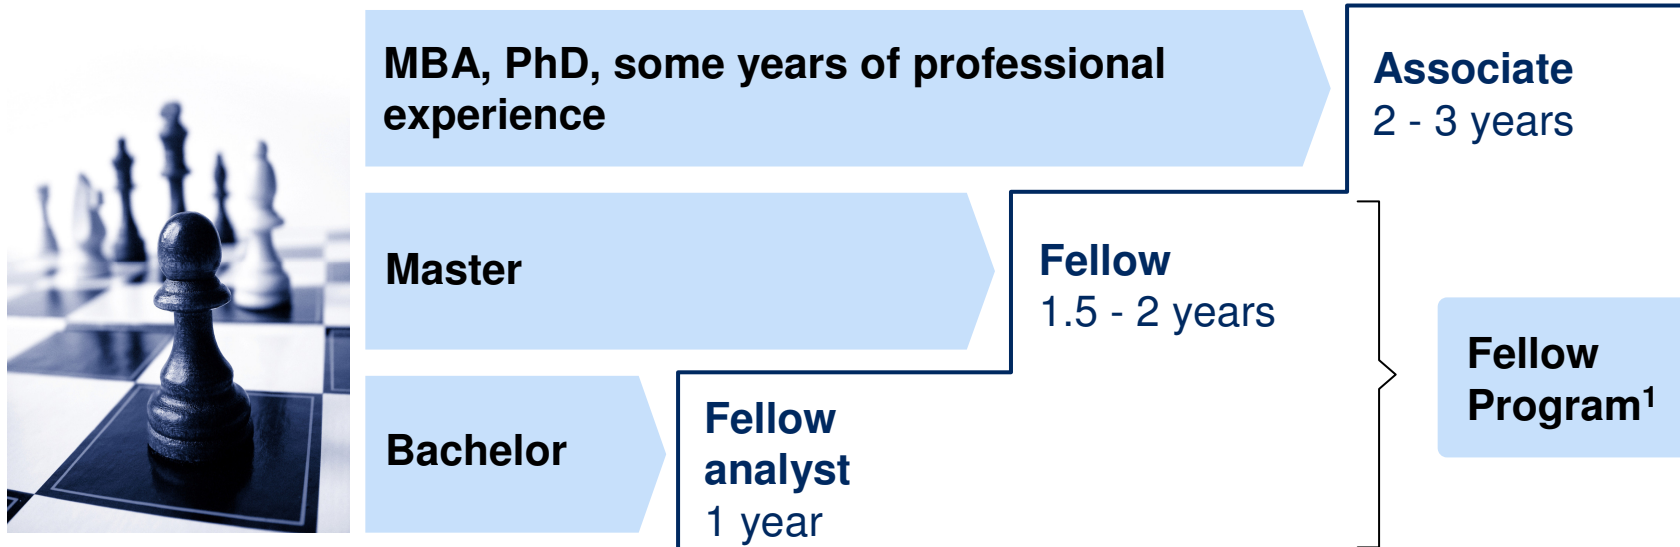 MBA, PhD, some years of professional
experience
Associate
2 - 3 years
Master
Fellow
1.5 - 2 years
Bachelor
Fellow
analyst
1 year
Fellow
Program¹